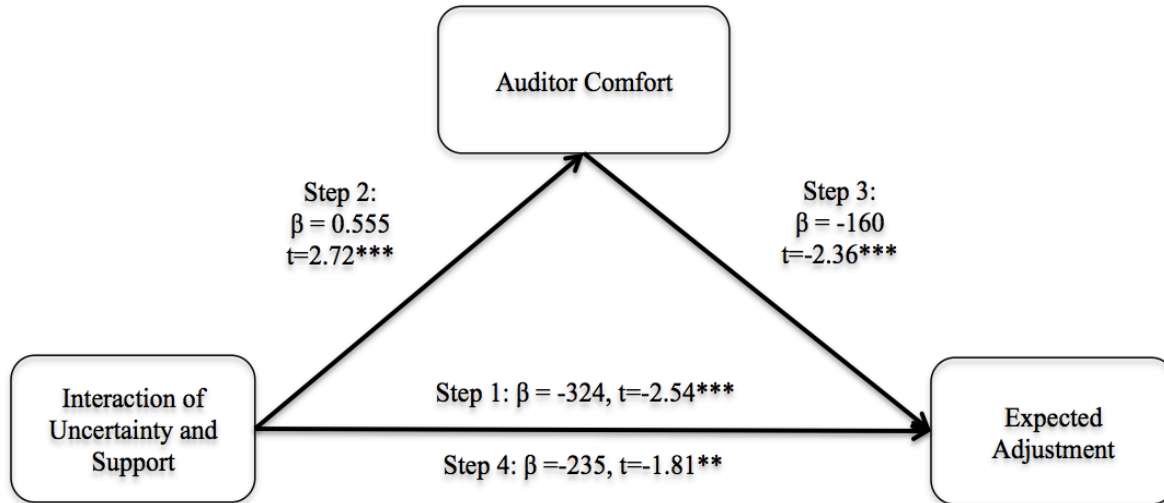 Auditor Comfort
Step 2:
β = 0.555
t=2.72***
Step 3:
β = -160
t=-2.36***
Interaction of
Uncertainty and
Support
Step 1: β = -324, t=-2.54***
Step 4: β =-235, t=-1.81**
Expected
Adjustment